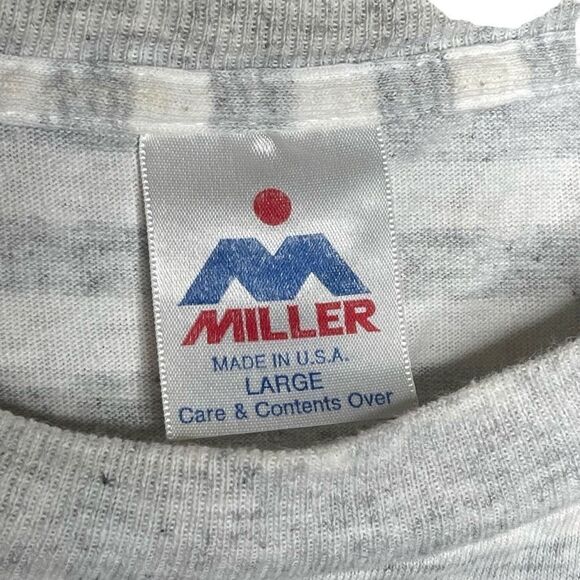 MILLER
MADE IN U.S.A.
LARGE
Care & Contents Over